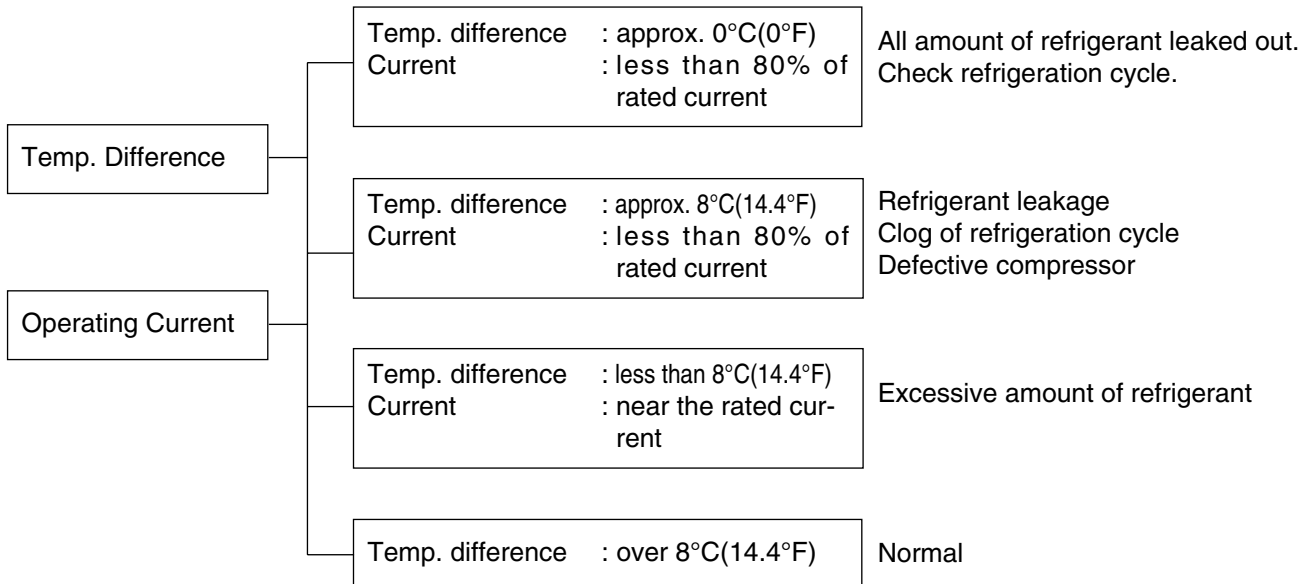 Temp. Difference
Operating Current
Temp. difference : approx. 0°C(0°F)
Current : less than 80% of
rated current
All amount of refrigerant leaked out.
Check refrigeration cycle.
Temp. difference : approx. 8°C(14.4°F)
Current : less than 80% of
rated current
Refrigerant leakage
Clog of refrigeration cycle
Defective compressor
Temp. difference : less than 8°C(14.4°F)
Current : near the rated cur-
rent
Excessive amount of refrigerant
Temp. difference : over 8°C(14.4°F)
Normal